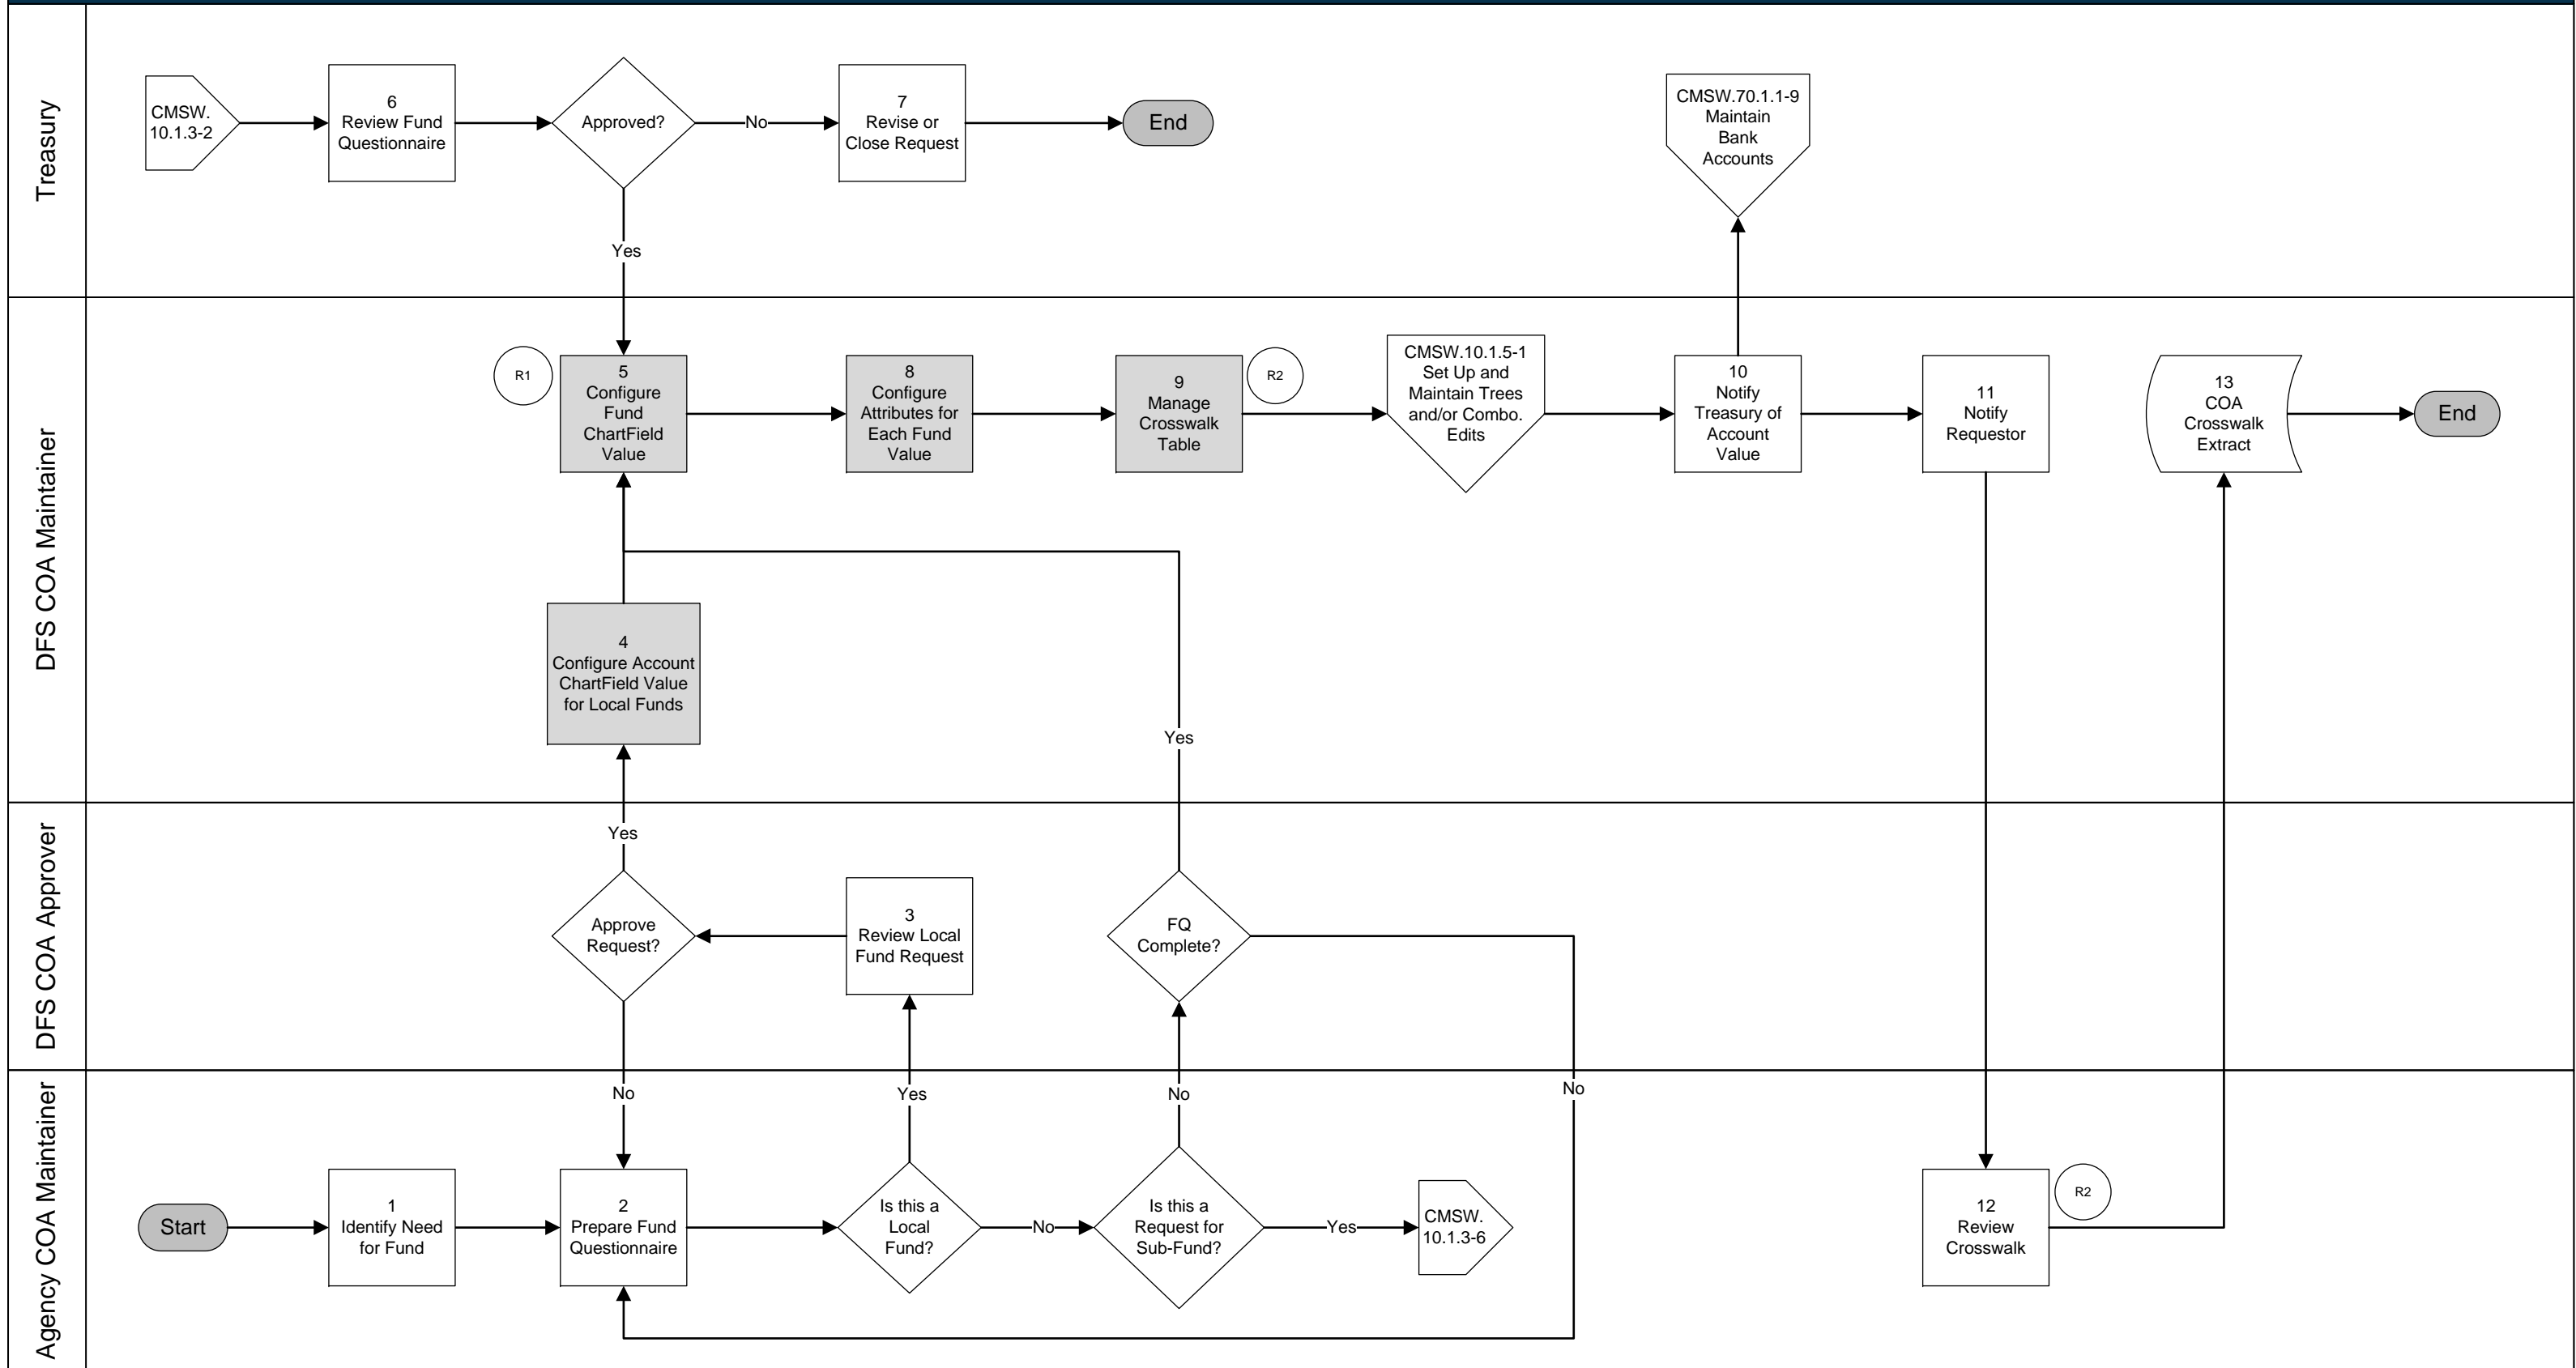 Treasury
CMSW.
10.1.3-2
6
Review Fund
Questionnaire
Approved?
No
7
Revise or
Close Request
End
CMSW.70.1.1-9
Maintain
Bank
Accounts
Yes
DFS COA Maintainer
R1
5
Configure
Fund
ChartField
Value
8
Configure
Attributes for
Each Fund
Value
9
Manage
Crosswalk
Table
R2
CMSW.10.1.5-1
Set Up and
Maintain Trees
and/or Combo.
Edits
10
Notify
Treasury of
Account
Value
11
Notify
Requestor
13
COA
Crosswalk
Extract
End
4
Configure Account
ChartField Value
for Local Funds
Yes
DFS COA Approver
Yes
Approve
Request?
3
Review Local
Fund Request
FQ
Complete?
Agency COA Maintainer
No
Yes
No
No
Start
1
Identify Need
for Fund
2
Prepare Fund
Questionnaire
Is this a
Local
Fund?
No
Is this a
Request for
Sub-Fund?
Yes
CMSW.
10.1.3-6
12
Review
Crosswalk
R2